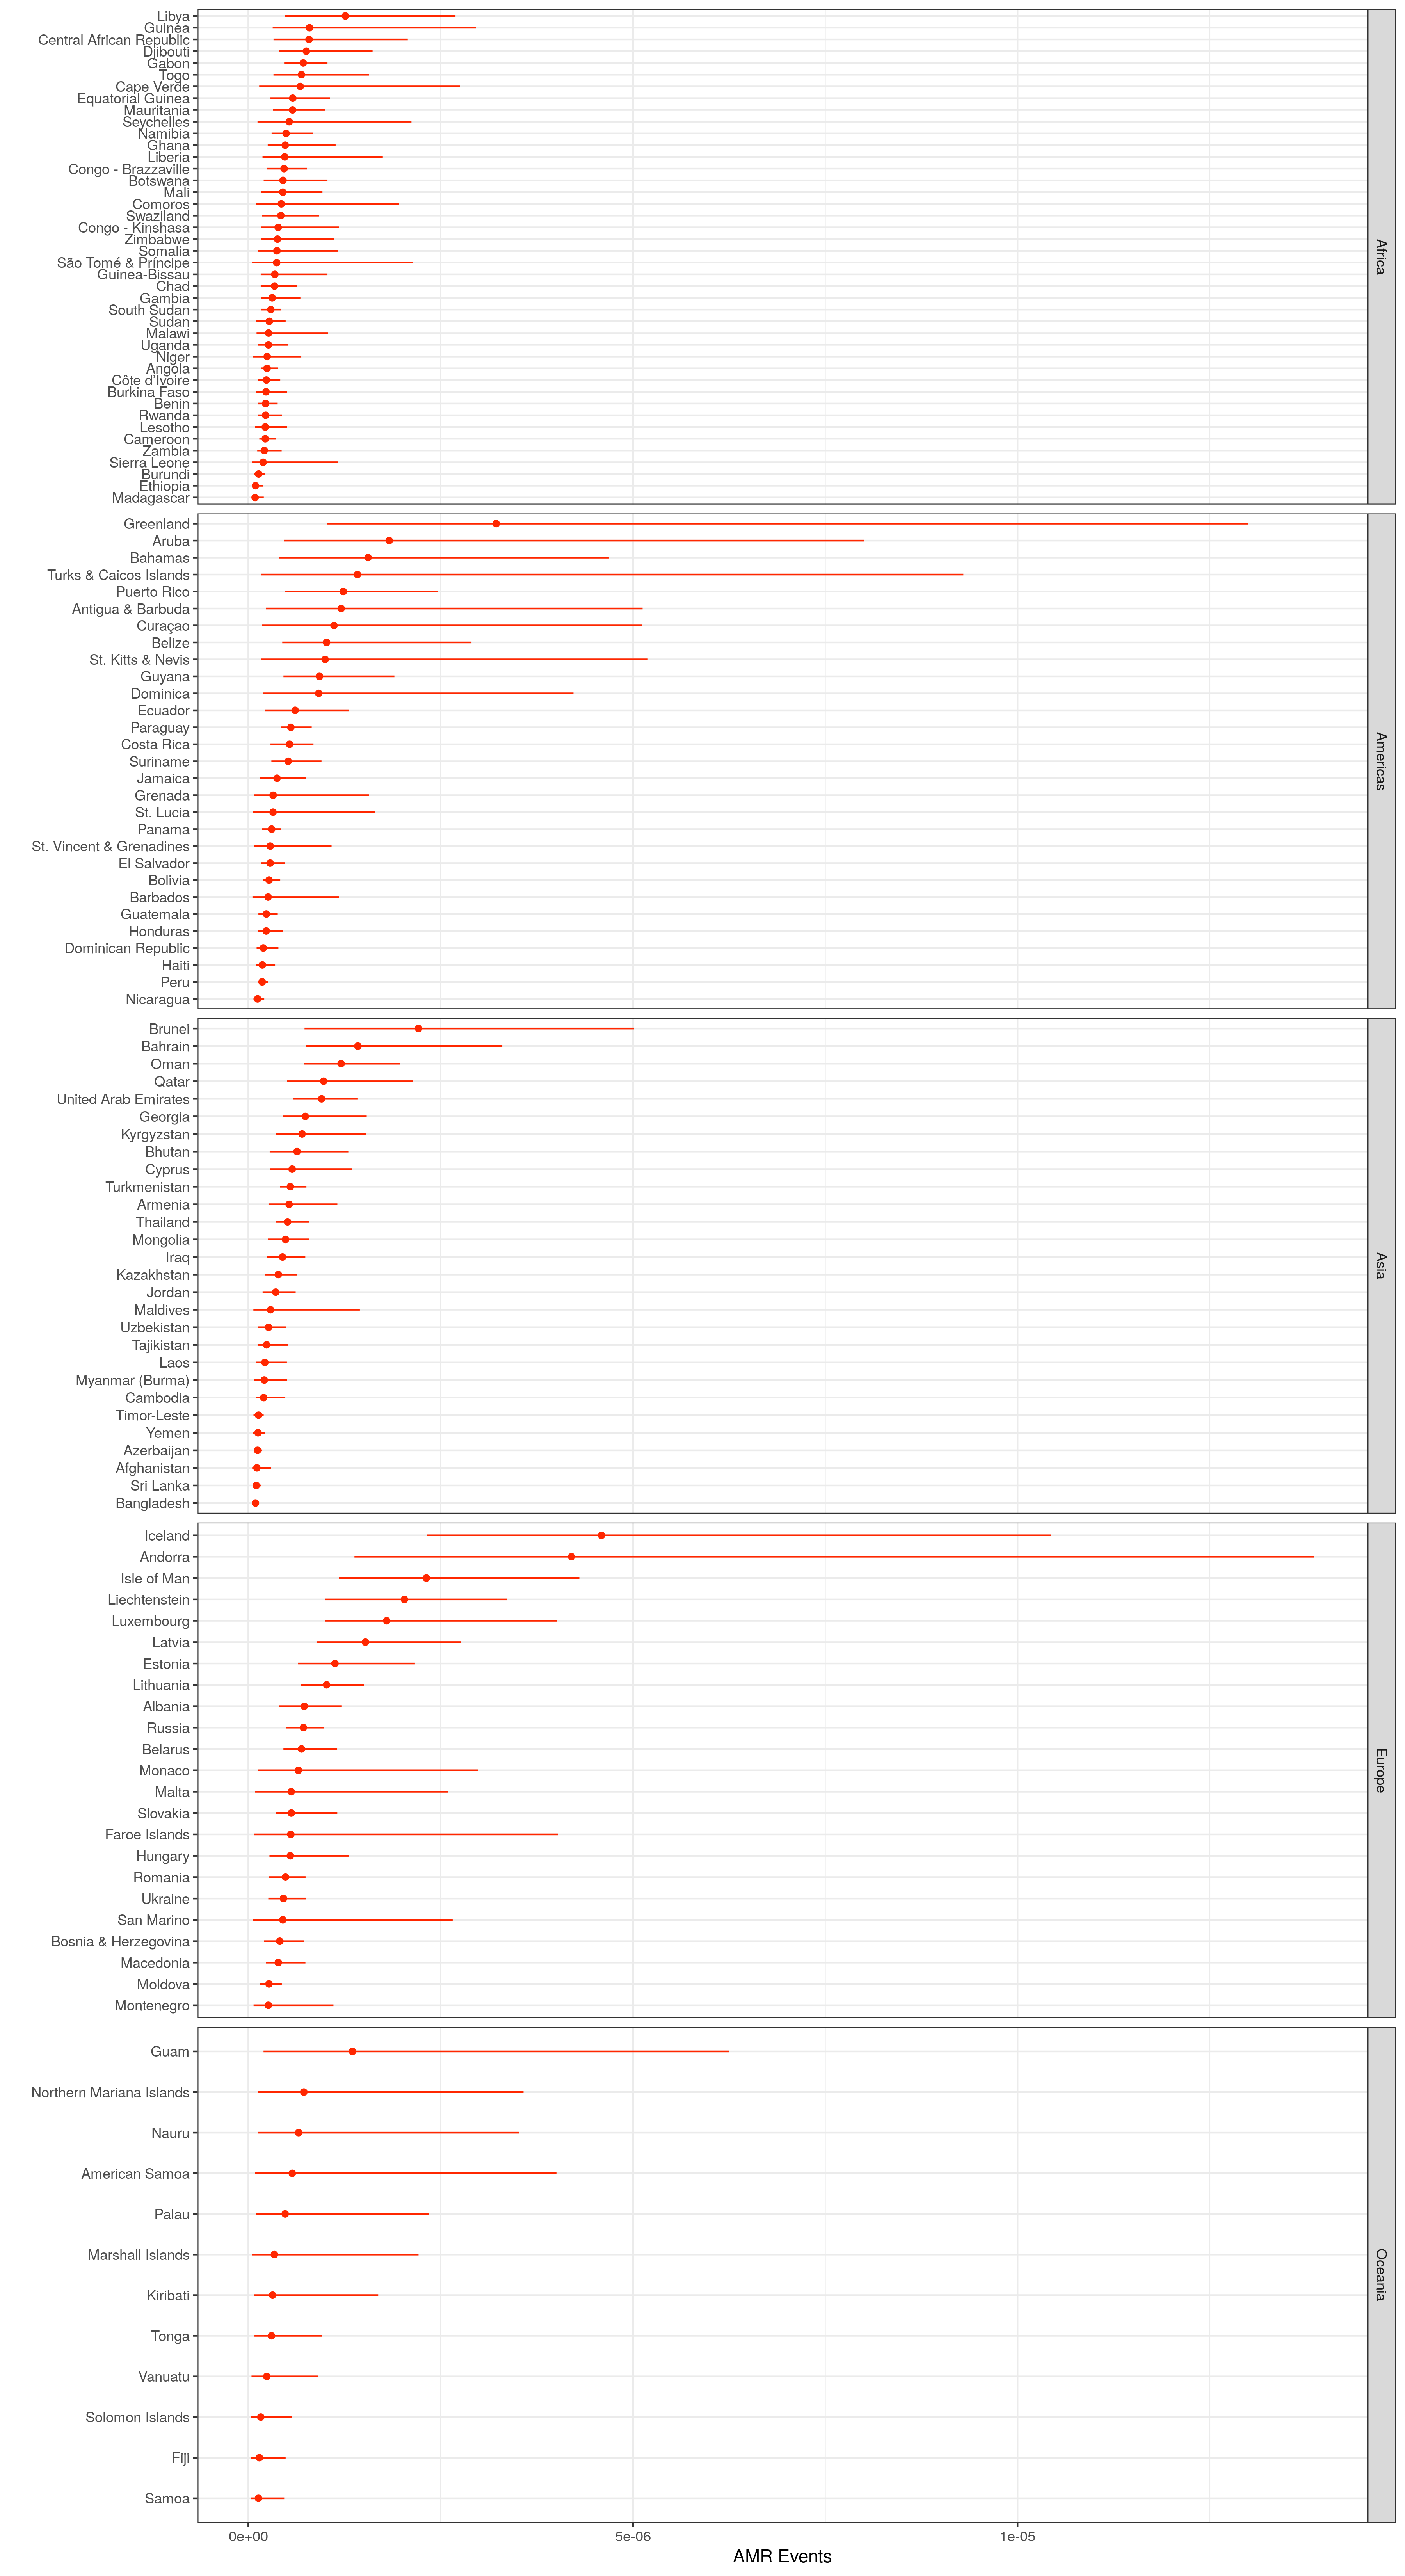 Libya
Guinea
Central African Republic
Djibouti
Gabon
Togo
Cape Verde
Equatorial Guinea
Mauritania
Seychelles
Namibia
Ghana
Liberia
Congo - Brazzaville
Botswana
Mali
Comoros
Swaziland
Congo - Kinshasa
Zimbabwe
Somalia
São Tomé & Príncipe
Guinea-Bissau
Chad
Gambia
South Sudan
Sudan
Malawi
Uganda
Niger
Angola
Côte d'Ivoire
Burkina Faso
Benin
Rwanda
Lesotho
Cameroon
Zambia
Sierra Leone
Burundi
Ethiopia
Madagascar
Africa
Greenland
Aruba
Bahamas
Turks & Caicos Islands
Puerto Rico
Antigua & Barbuda
Curaçao
Belize
St. Kitts & Nevis
Guyana
Dominica
Ecuador
Paraguay
Costa Rica
Suriname
Jamaica
Grenada
St. Lucia
Panama
St. Vincent & Grenadines
El Salvador
Bolivia
Barbados
Guatemala
Honduras
Dominican Republic
Haiti
Peru
Nicaragua
Americas
Brunei
Bahrain
Oman
Qatar
United Arab Emirates
Georgia
Kyrgyzstan
Bhutan
Cyprus
Turkmenistan
Armenia
Thailand
Mongolia
Iraq
Kazakhstan
Jordan
Maldives
Uzbekistan
Tajikistan
Laos
Myanmar (Burma)
Cambodia
Timor-Leste
Yemen
Azerbaijan
Afghanistan
Sri Lanka
Bangladesh
Asia
Iceland
Andorra
Isle of Man
Liechtenstein
Luxembourg
Latvia
Estonia
Lithuania
Albania
Russia
Belarus
Monaco
Malta
Slovakia
Faroe Islands
Hungary
Romania
Ukraine
San Marino
Bosnia & Herzegovina
Macedonia
Moldova
Montenegro
Europe
Guam
Northern Mariana Islands
Nauru
American Samoa
Palau
Marshall Islands
Kiribati
Tonga
Vanuatu
Solomon Islands
Fiji
Samoa
Oceania
0e+00 5e-06 1e-05
AMR Events